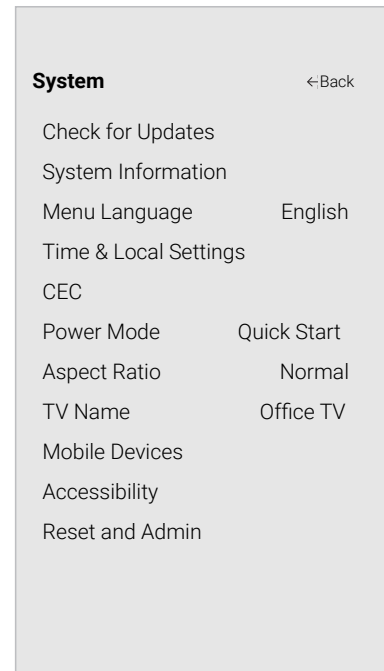 System ←Back
Check for Updates
System Information
Menu Language English
Time & Local Settings
CEC
Power Mode Quick Start
Aspect Ratio Normal
TV Name Office TV
Mobile Devices
Accessibility
Reset and Admin